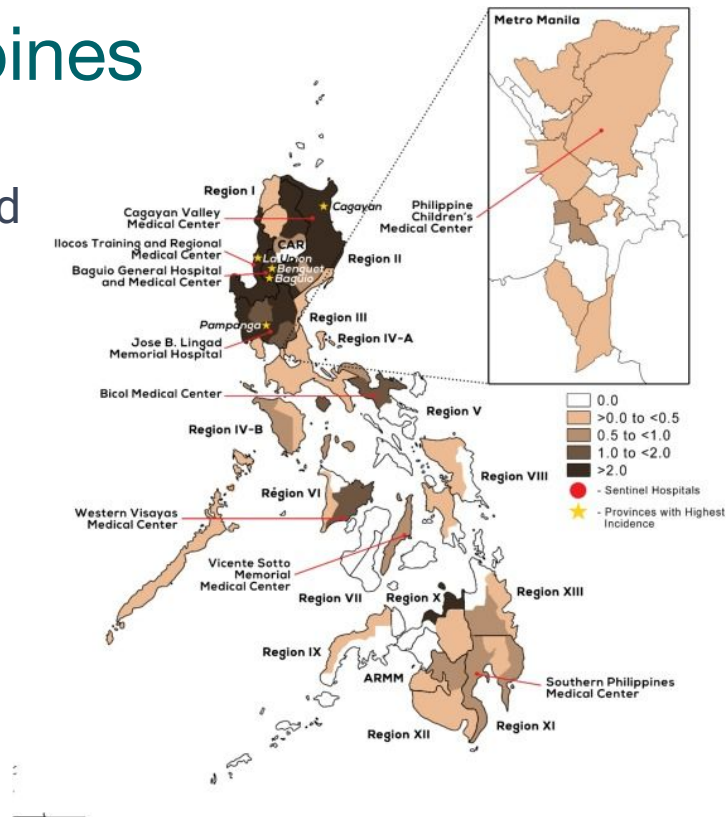 pines
d
Metro Manila
Philippine
Children's
Medical Center
Region I
Cagayan
Cagayan Valley
Medical Center
CAR
Ilocos Training and Regional
Medical Center
La Union
Region II
Benguet
Baguio General Hospital
and Medical Center
Baguio
Region III
Pampanga
Jose B. Lingad
Memorial Hospital
Region IV-A
Bicol Medical Center
Region V
Region IV-B
0.0
>0.0 to <0.5
0.5 to <1.0
1.0 to <2.0
>2.0
- Sentinel Hospitals
- Provinces with Highest
Incidence
Region VIII
Région VI
Western Visayas
Medical Center
Vicente Sotto
Memorial
Medical Center
Region VII
Region X
Region XIII
Region IX
ARMM
Southern Philippines
Medical Center
Region XI
Region XII